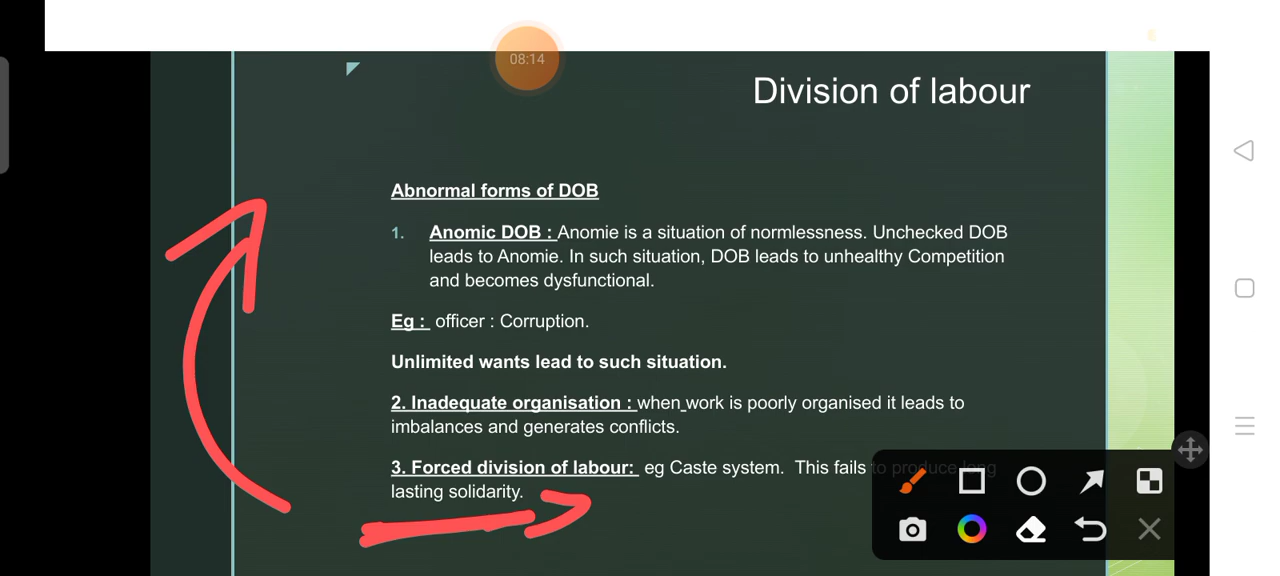 08:14
Division of labour
Abnormal forms of DOB
1. Anomic DOB : Anomie is a situation of normlessness. Unchecked DOB
leads to Anomie. In such situation, DOB leads to unhealthy Competition
and becomes dysfunctional.
Eg : officer : Corruption.
Unlimited wants lead to such situation.
2. Inadequate organisation : when work is poorly organised it leads to
imbalances and generates conflicts.
3. Forced division of labour: eg Caste system. This fails to produce long
lasting solidarity.